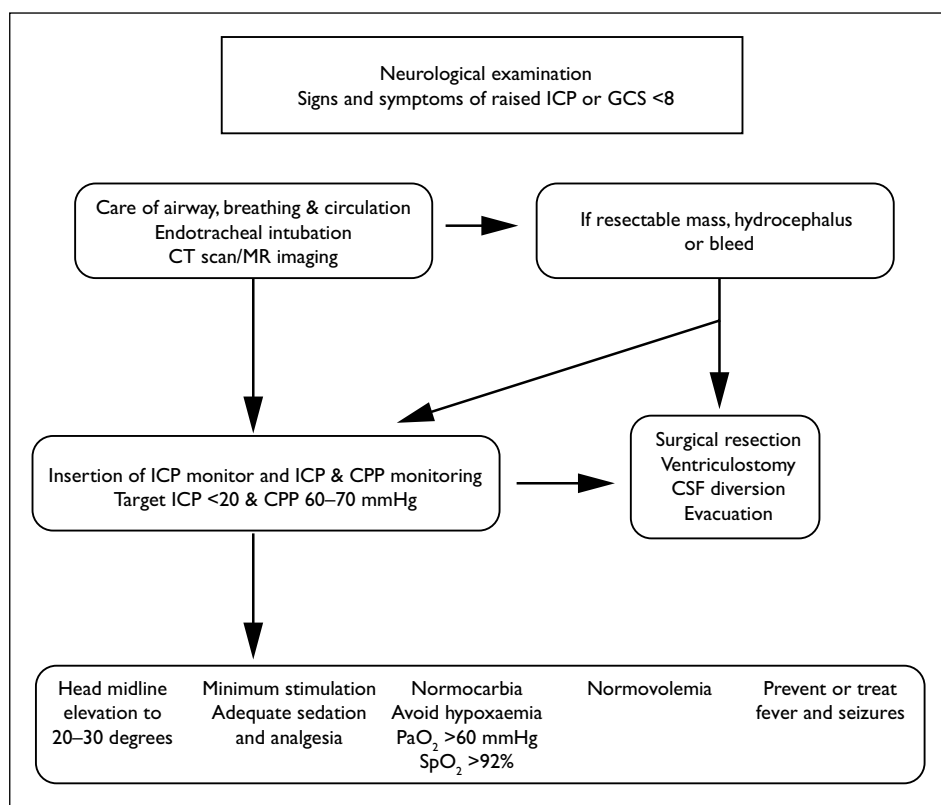 Neurological examination
Signs and symptoms of raised ICP or GCS <8
Care of airway, breathing & circulation
Endotracheal intubation
CT scan/MR imaging
If resectable mass, hydrocephalus
or bleed
Insertion of ICP monitor and ICP & CPP monitoring
Target ICP <20 & CPP 60–70 mmHg
Surgical resection
Ventriculostomy
CSF diversion
Evacuation
Head midline
elevation to
20–30 degrees
Minimum stimulation
Adequate sedation
and analgesia
Normocarbia
Avoid hypoxaemia
PaO₂ >60 mmHg
SpO₂ >92%
Normovolemia
Prevent or treat
fever and seizures